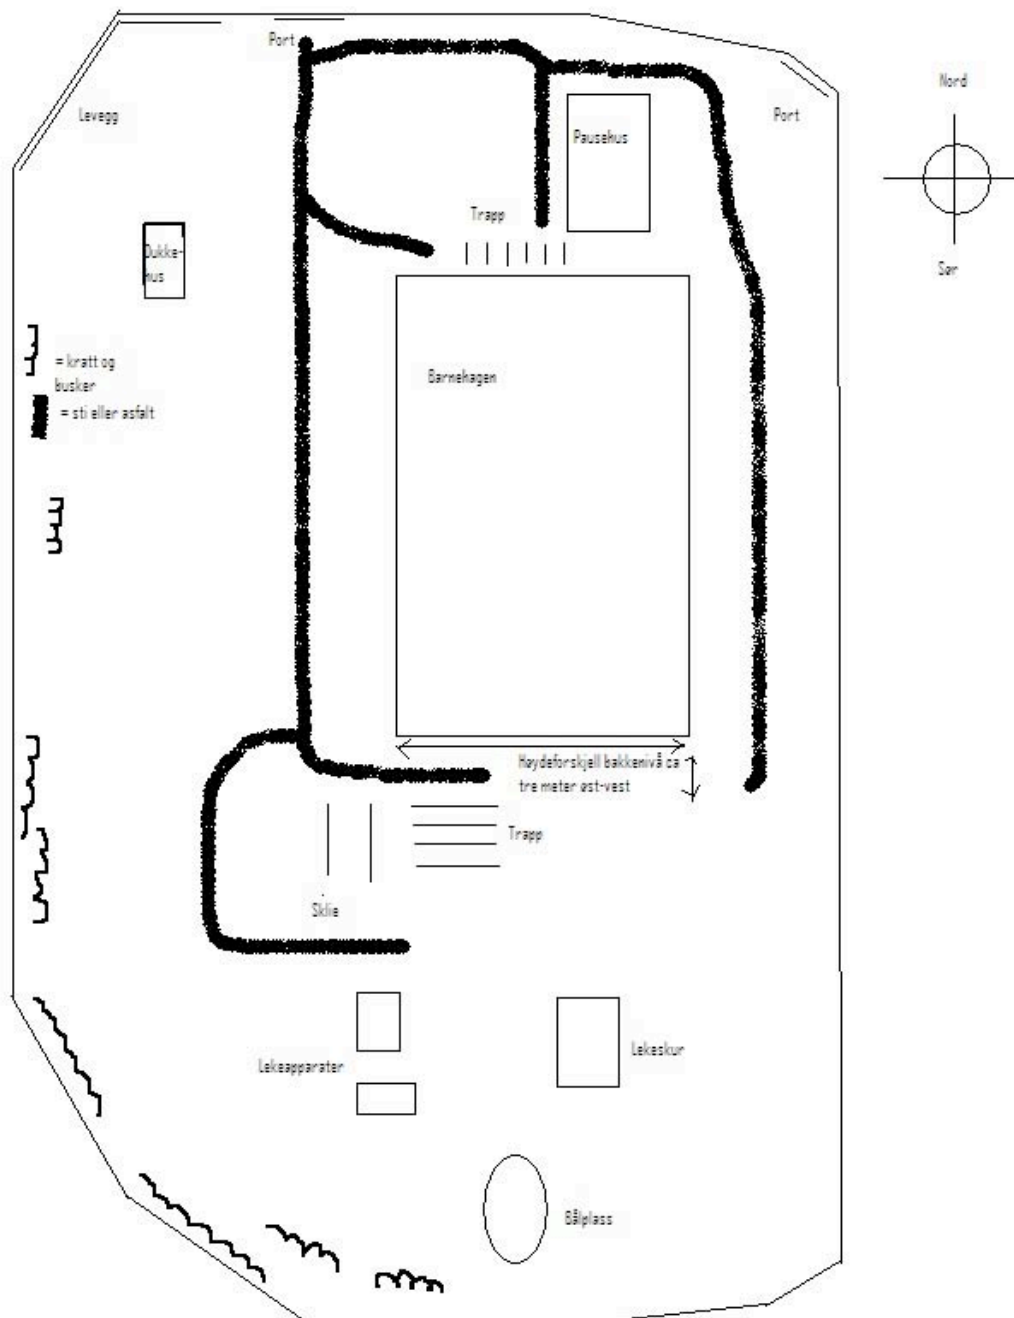 Port
Nord
Levegg
Port
Pausehus
Trapp
Dukke-
hus
Sør
= kratt og
busker
= sti eller asfalt
Barnehagen
Høydeforskjell bakkenivå ca
tre meter øst-vest
Trapp
Sklie
Lekeapparater
Lekeskur
Bålplass